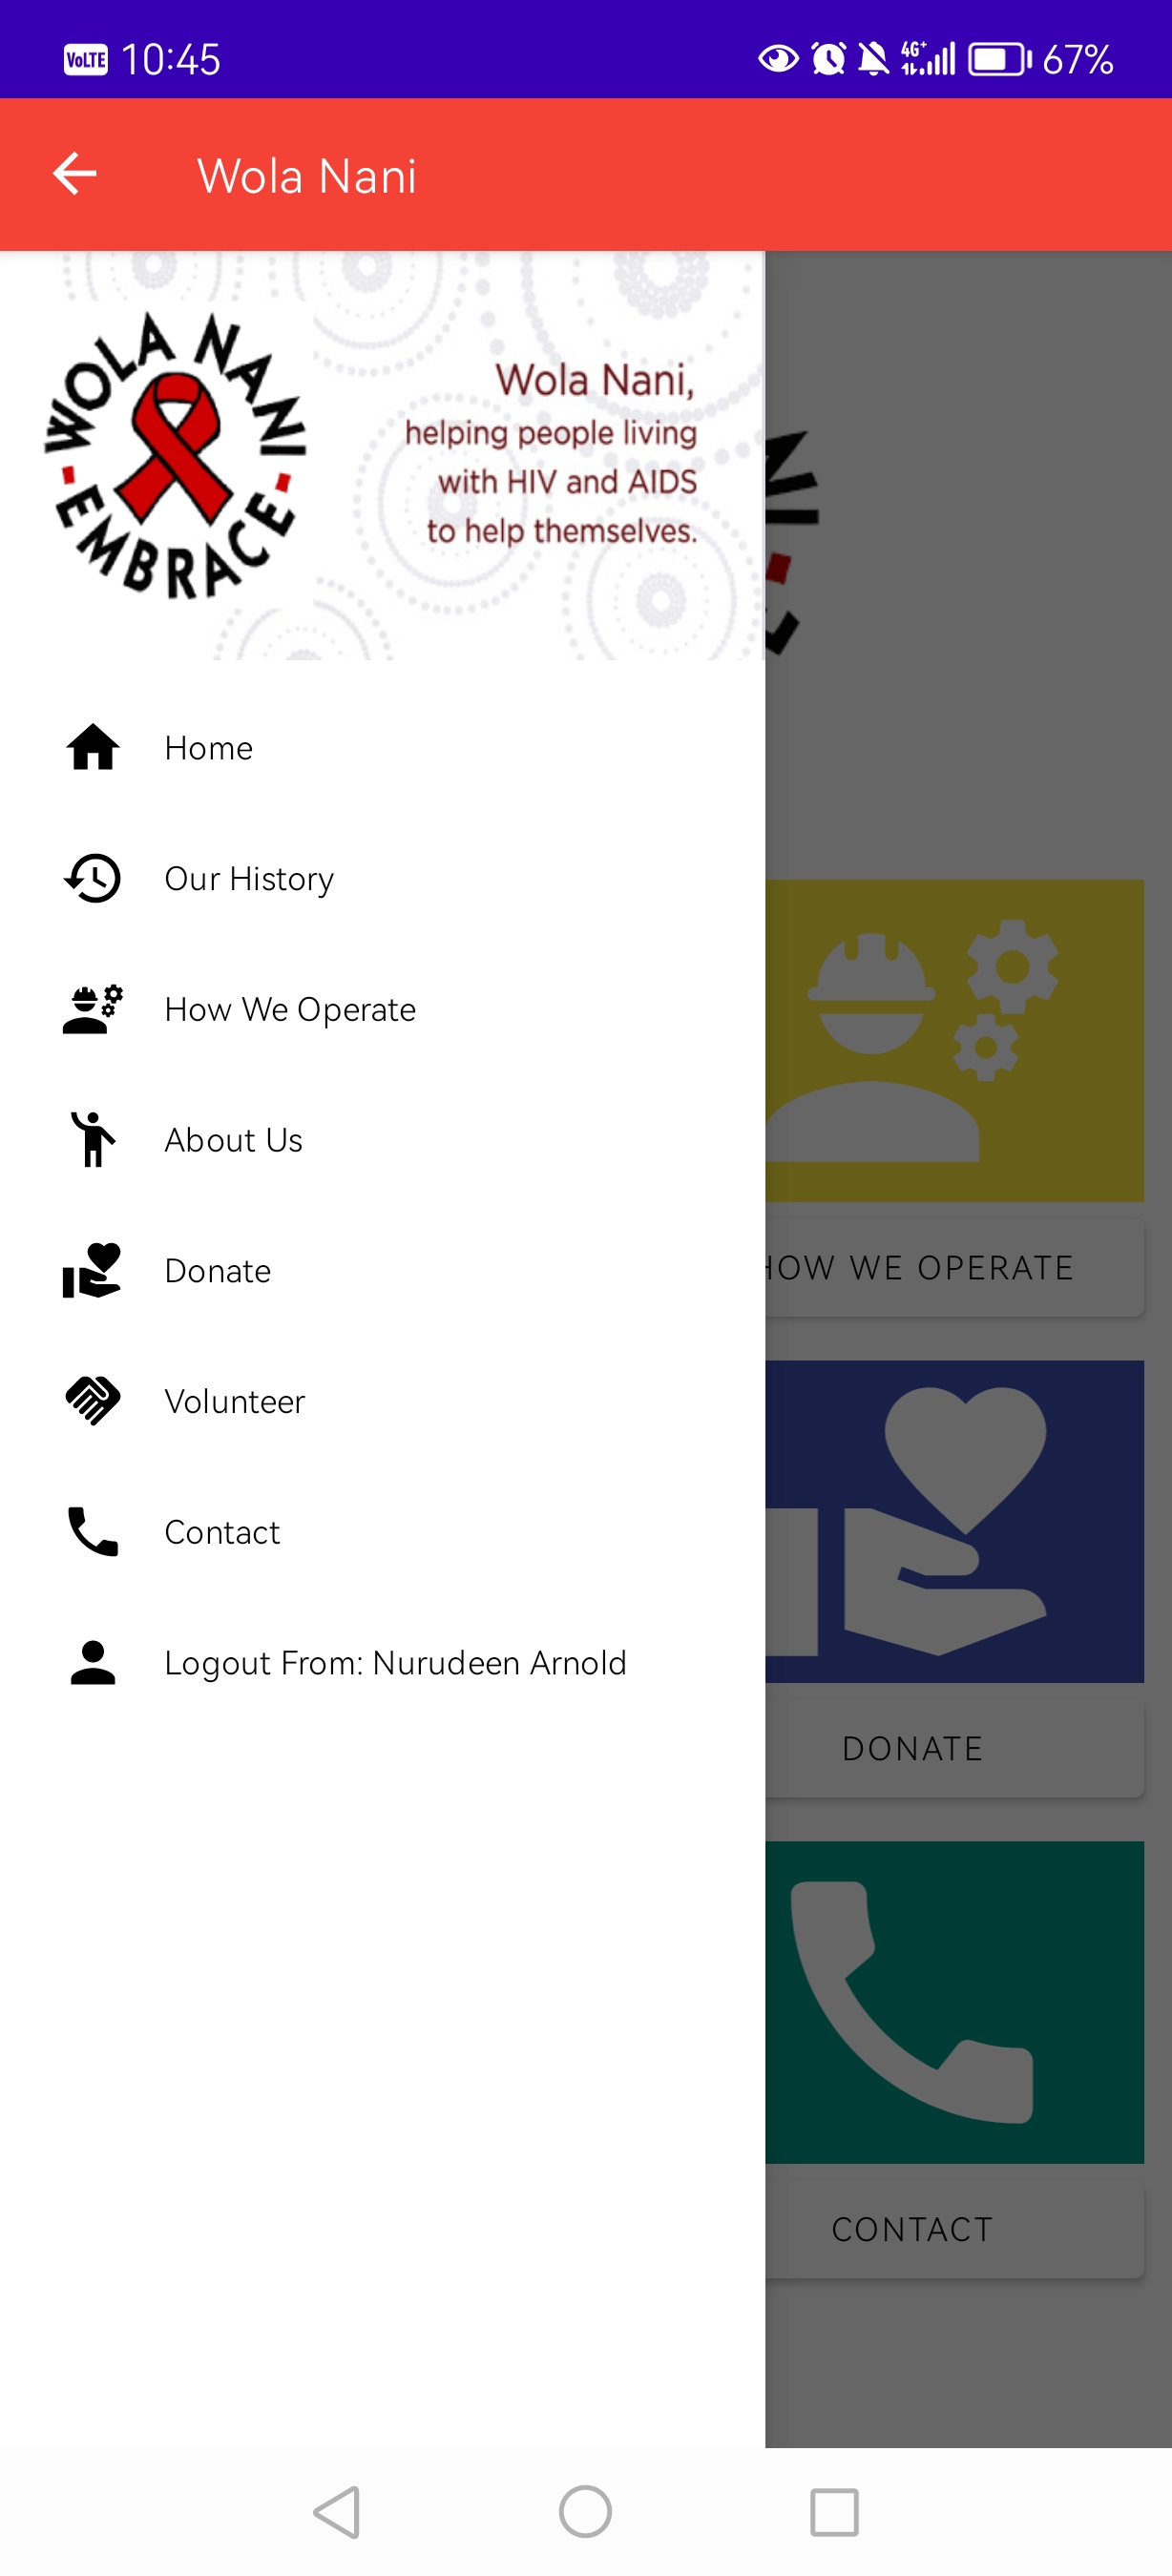 VoLTE 10:45 4G+ 67%
Wola Nani
WOLA NANI
- EMBRACE -
Wola Nani,
helping people living
with HIV and AIDS
to help themselves.
Home
Our History
How We Operate
About Us
Donate
Volunteer
Contact
Logout From: Nurudeen Arnold
HOW WE OPERATE
DONATE
CONTACT